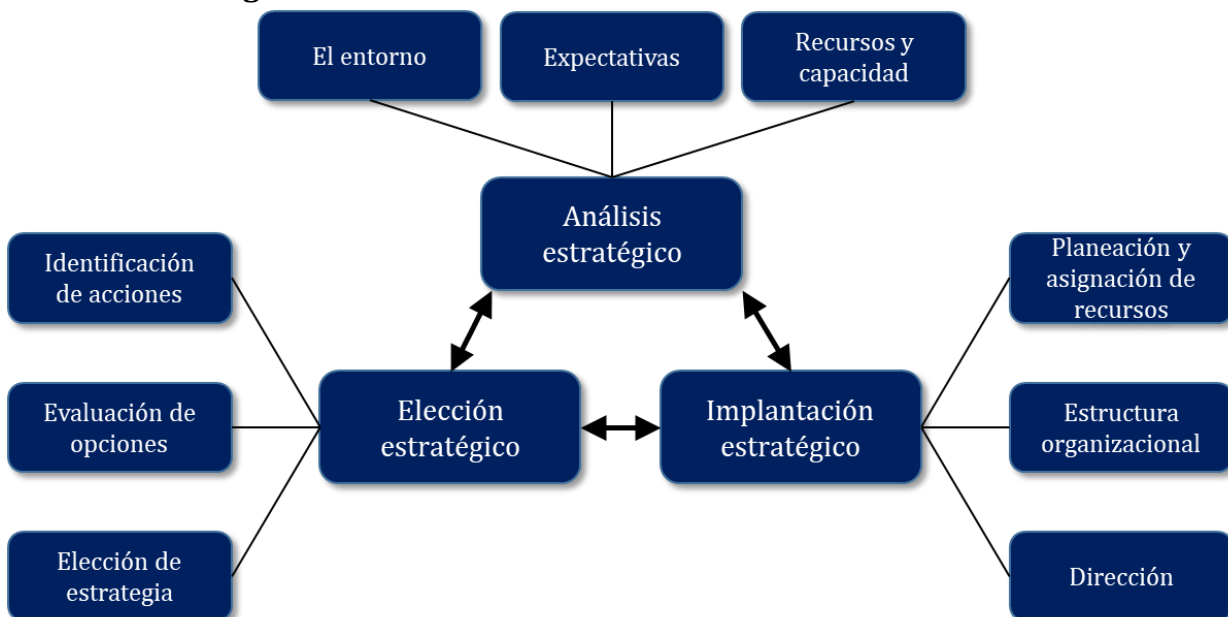 El entorno
Expectativas
Recursos y
capacidad
Análisis
estratégico
Identificación
de acciones
Planeación y
asignación de
recursos
Elección
estratégico
Implantación
estratégico
Evaluación de
opciones
Estructura
organizacional
Elección de
estrategia
Dirección